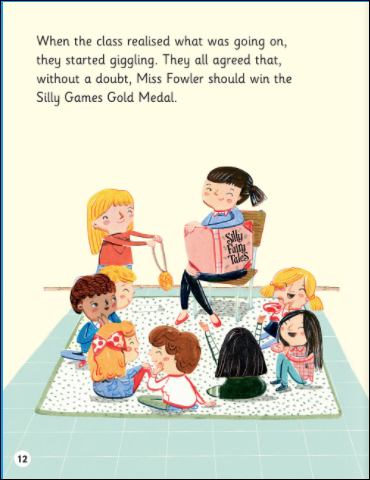 When the class realised what was going on,
they started giggling. They all agreed that,
without a doubt, Miss Fowler should win the
Silly Games Gold Medal.
Silly
Fairy
Tales
12